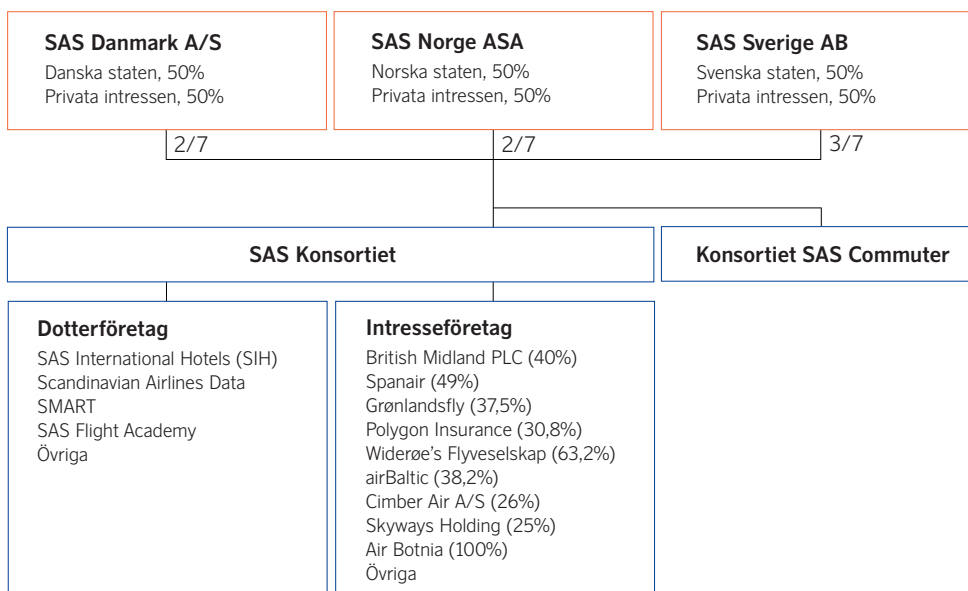 SAS Danmark A/S
Danska staten, 50%
Privata intressen, 50%
SAS Norge ASA
Norska staten, 50%
Privata intressen, 50%
SAS Sverige AB
Svenska staten, 50%
Privata intressen, 50%
2/7
2/7
3/7
SAS Konsortiet
Konsortiet SAS Commuter
Dotterföretag
SAS International Hotels (SIH)
Scandinavian Airlines Data
SMART
SAS Flight Academy
Övriga
Intresseföretag
British Midland PLC (40%)
Spanair (49%)
Grønlandsfly (37,5%)
Polygon Insurance (30,8%)
Widerøe's Flyveselskap (63,2%)
airBaltic (38,2%)
Cimber Air A/S (26%)
Skyways Holding (25%)
Air Botnia (100%)
Övriga